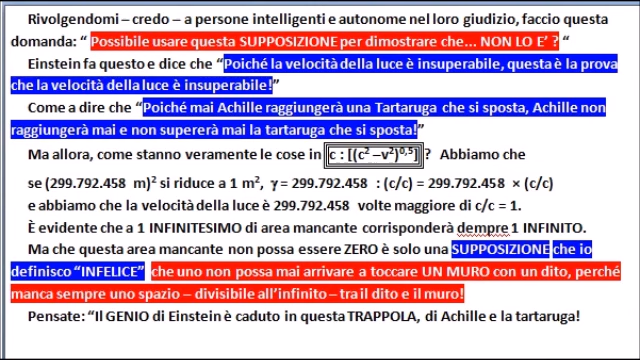 Rivolgendomi – credo – a persone intelligenti e autonome nel loro giudizio, faccio questa
domanda: “ Possibile usare questa SUPPOSIZIONE per dimostrare che... NON LO E’ ? “
Einstein fa questo e dice che “Poiché la velocità della luce è insuperabile, questa è la prova
che la velocità della luce è insuperabile!”
Come a dire che “Poiché mai Achille raggiungerà una Tartaruga che si sposta, Achille non
raggiungerà mai e non supererà mai la tartaruga che si sposta!”
Ma allora, come stanno veramente le cose in c : [(c² –v²)⁰,⁵] ? Abbiamo che
se (299.792.458 m)² si riduce a 1 m², γ = 299.792.458 : (c/c) = 299.792.458 × (c/c)
e abbiamo che la velocità della luce è 299.792.458 volte maggiore di c/c = 1.
È evidente che a 1 INFINITESIMO di area mancante corrisponderà dempre 1 INFINITO.
Ma che questa area mancante non possa essere ZERO è solo una SUPPOSIZIONE che io
definisco “INFELICE” che uno non possa mai arrivare a toccare UN MURO con un dito, perché
manca sempre uno spazio – divisibile all’infinito – tra il dito e il muro!
Pensate: “Il GENIO di Einstein è caduto in questa TRAPPOLA, di Achille e la tartaruga!